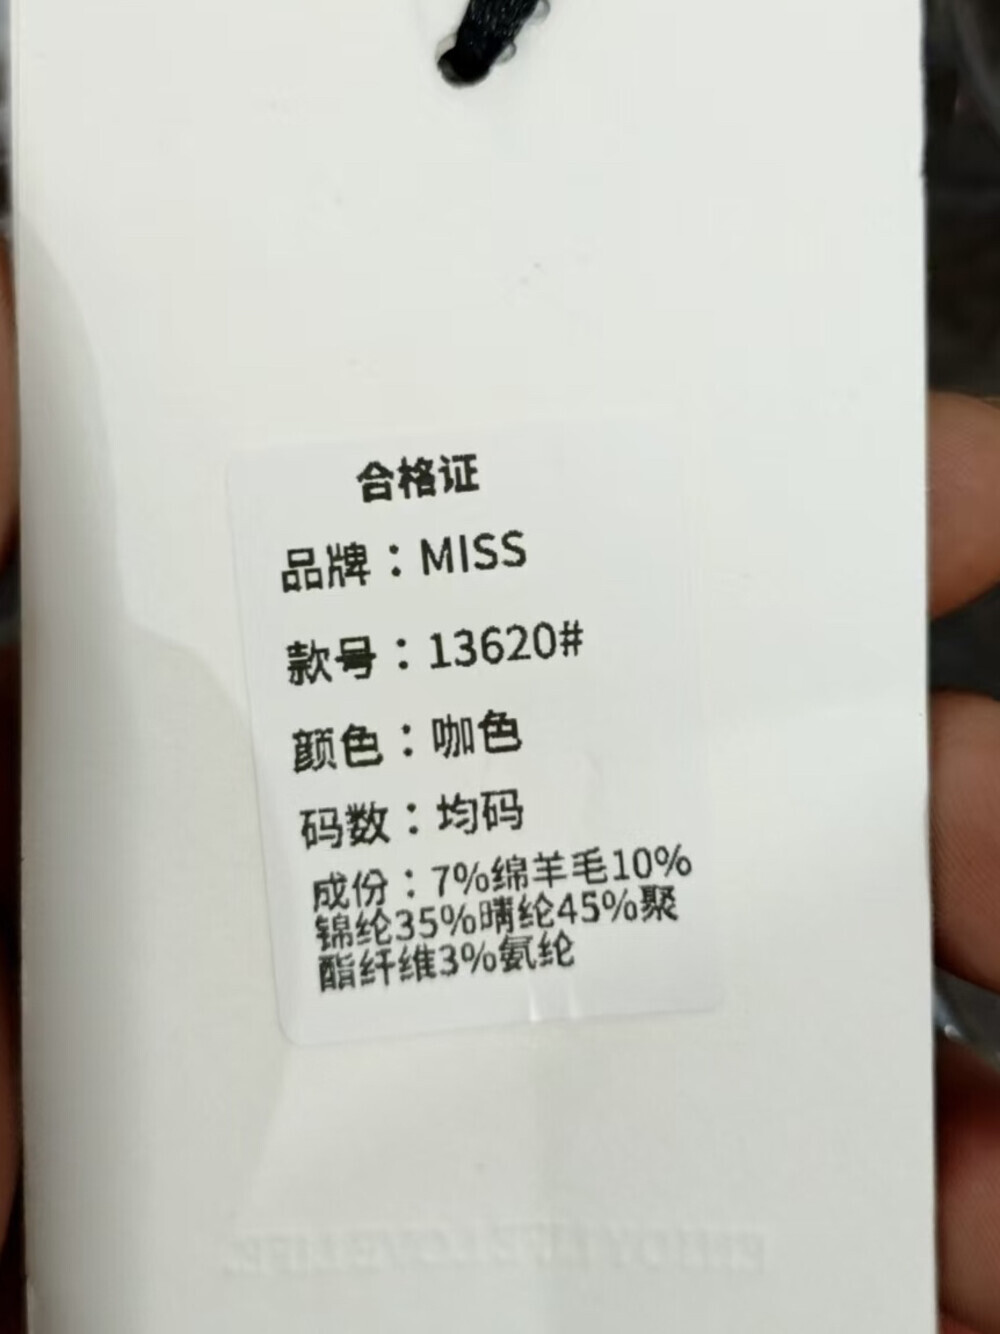 合格证
品牌：MISS
款号：13620#
颜色：咖色
码数：均码
成份：7%绵羊毛10%
锦纶35%晴纶45%聚
酯纤维3%氨纶